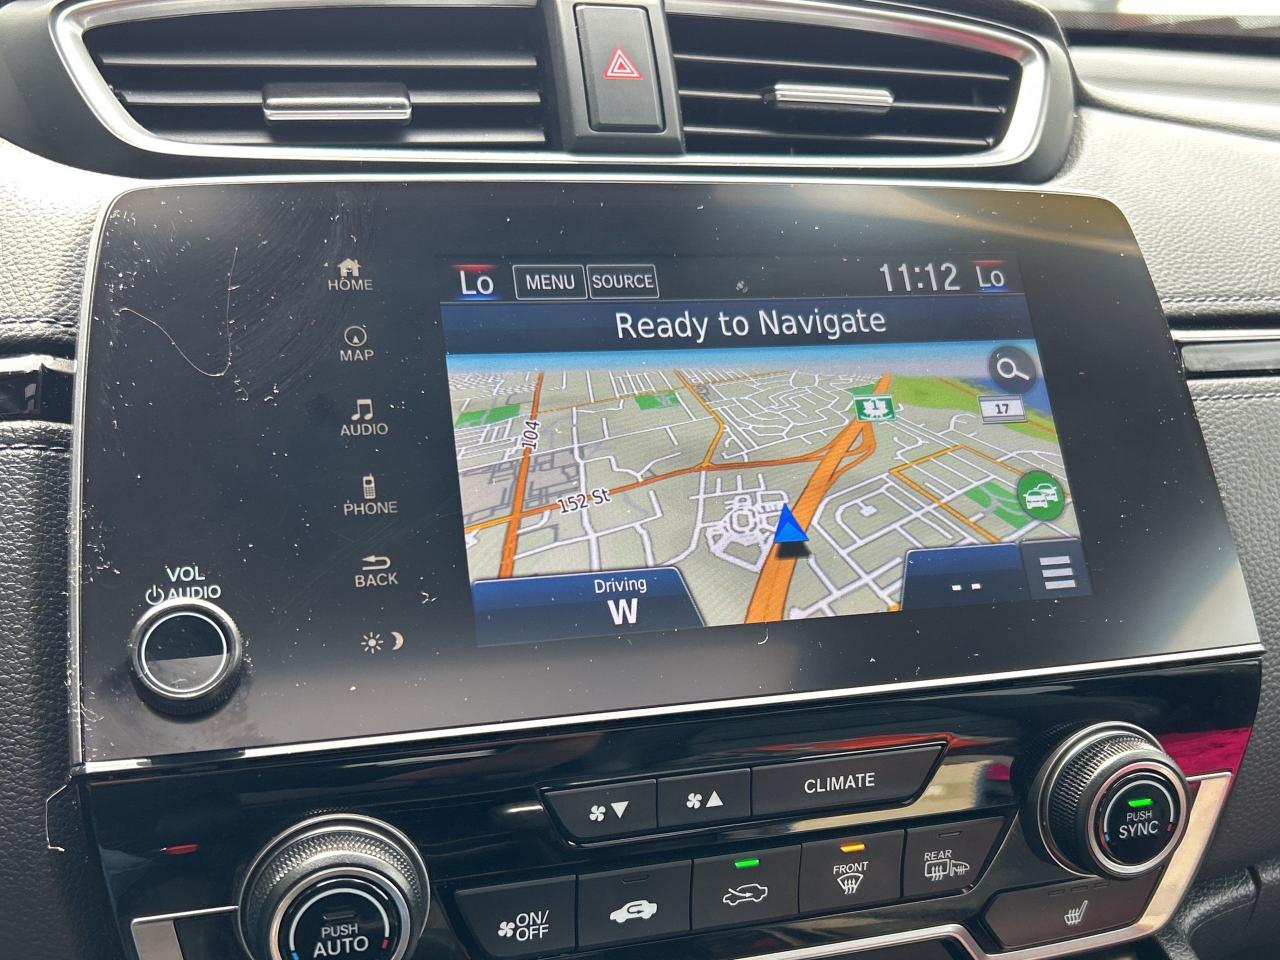 Lo MENU SOURCE 11:12 Lo
Ready to Navigate
HOME
MAP
AUDIO
PHONE
BACK
1
17
104
152 St
Driving
W
--
VOL
AUDIO
CLIMATE
PUSH
SYNC
PUSH
AUTO
ON/
OFF
FRONT
REAR